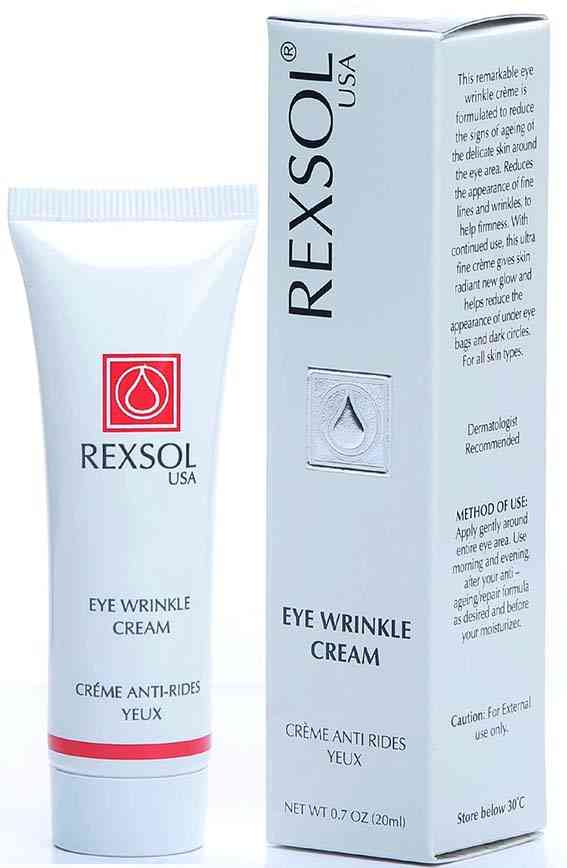 REXSOL
USA
EYE WRINKLE
CREAM
CRÉME ANTI-RIDES
YEUX
REXSOL®
USA
EYE WRINKLE
CREAM
CRÈME ANTI RIDES
YEUX
NET WT 0.7 OZ (20ml)
This remarkable eye
wrinkle crème is
formulated to reduce
the signs of ageing of
the delicate skin around
the eye area. Reduces
the appearance of fine
lines and wrinkles, to
help firmness. With
continued use, this ultra
fine crème gives skin
radiant new glow and
helps reduce the
appearance of under eye
bags and dark circles.
For all skin types.
Dermatologist
Recommended
METHOD OF USE:
Apply gently around
entire eye area. Use
morning and evening,
after your anti –
ageing/repair formula
as desired and before
your moisturizer.
Caution: For External
use only.
Store below 30°C